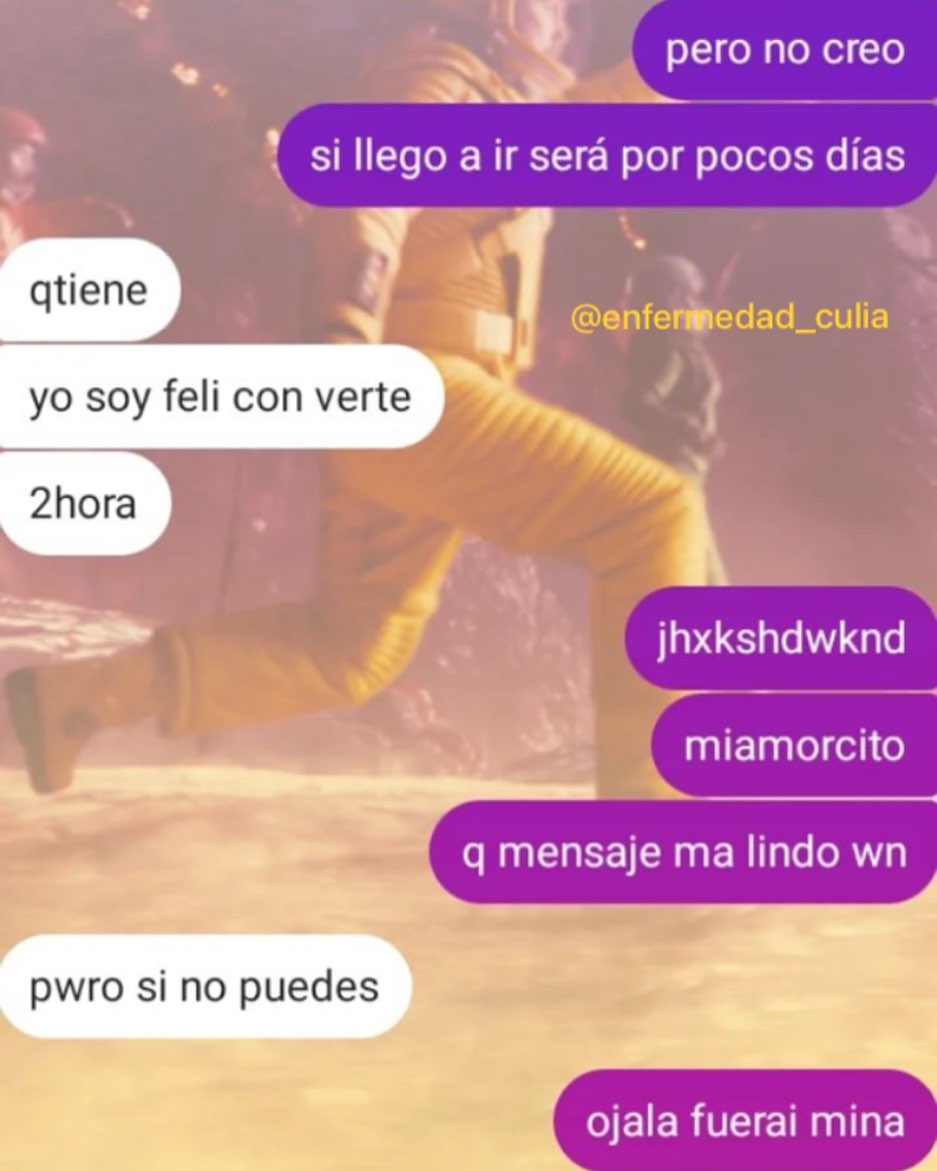 pero no creo
si llego a ir será por pocos días
qtiene
@enfermedad_culia
yo soy feli con verte
2hora
jhxkshdwknd
miamorcito
q mensaje ma lindo wn
pwro si no puedes
ojala fuerai mina